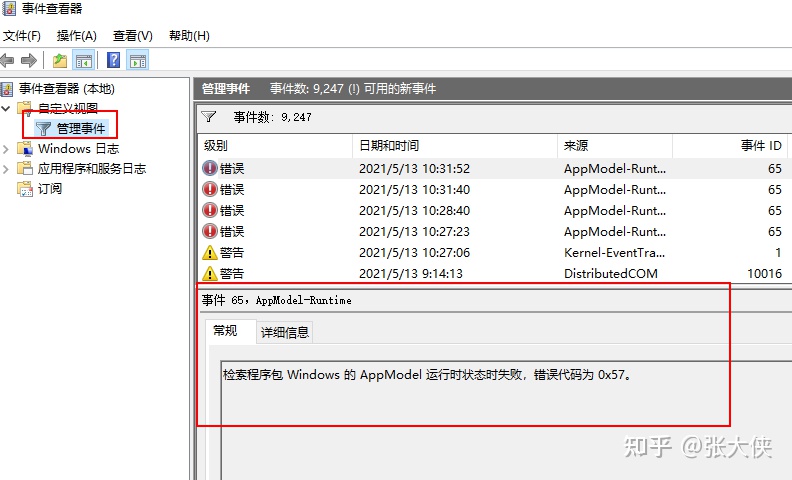 事件查看器
文件(F) 操作(A) 查看(V) 帮助(H)
事件查看器 (本地)
自定义视图
管理事件
Windows 日志
应用程序和服务日志
订阅
管理事件 事件数: 9,247 (!) 可用的新事件
事件数: 9,247
级别 日期和时间 来源 事件 ID
错误 2021/5/13 10:31:52 AppModel-Runt... 65
错误 2021/5/13 10:31:40 AppModel-Runt... 65
错误 2021/5/13 10:28:40 AppModel-Runt... 65
错误 2021/5/13 10:27:23 AppModel-Runt... 65
警告 2021/5/13 10:27:06 Kernel-EventTra... 1
警告 2021/5/13 9:14:13 DistributedCOM 10016
事件 65，AppModel-Runtime
常规 详细信息
检索程序包 Windows 的 AppModel 运行时状态时失败，错误代码为 0x57。
知乎 @张大侠